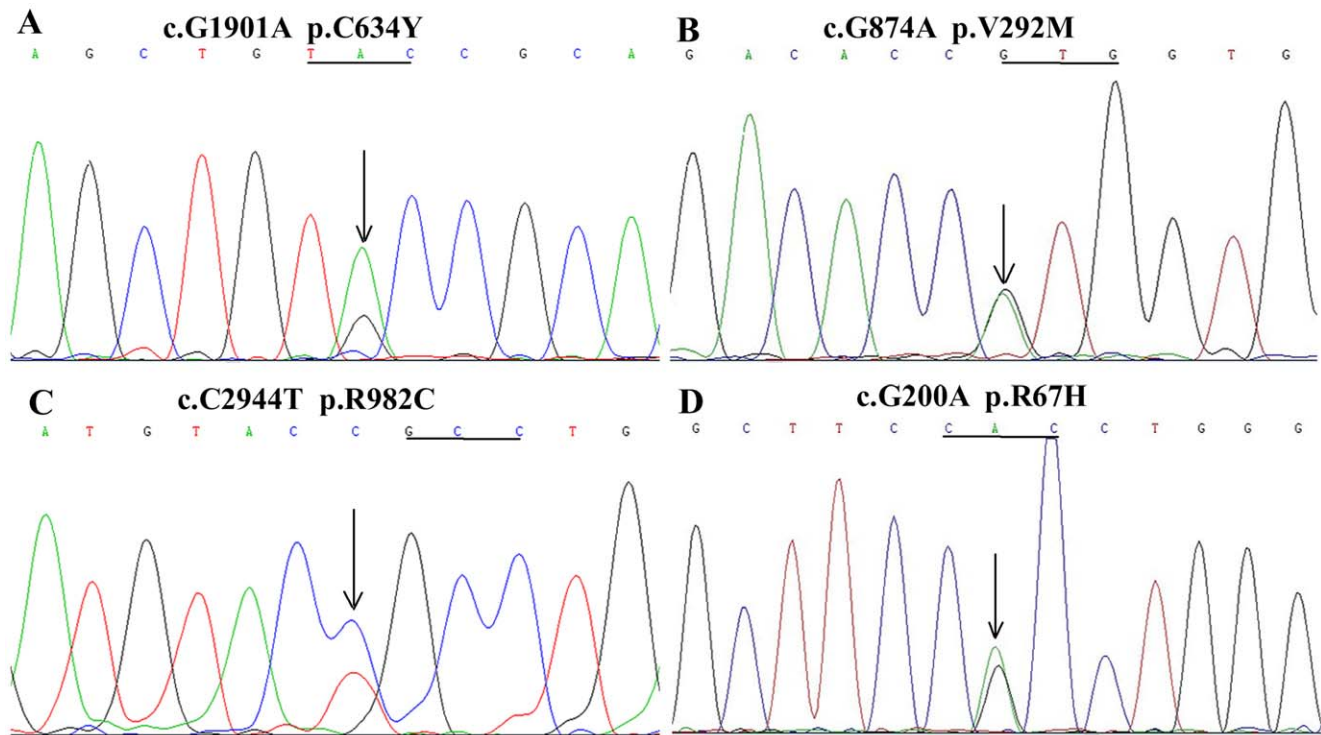 A c.G1901A p.C634Y
A G C T G T A C C G C A
B c.G874A p.V292M
G A C A C C G T G G T G
C c.C2944T p.R982C
A T G T A C C G C C T G
D c.G200A p.R67H
G C T T C C A C C T G G G